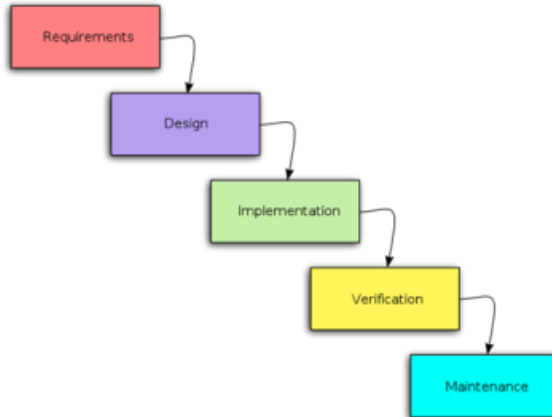 Requirements
Design
Implementation
Verification
Maintenance